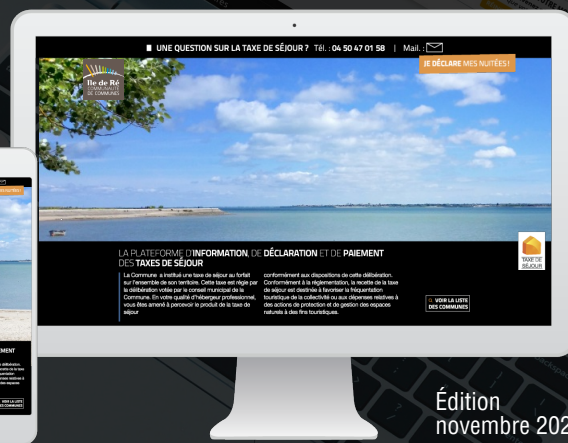 UNE QUESTION SUR LA TAXE DE SÉJOUR ? Tél. : 04 50 47 01 58 | Mail. :
JE DÉCLARE MES NUITÉES !
Ile de Ré
COMMUNAUTÉ
DE COMMUNES
LA PLATEFORME D'INFORMATION, DE DÉCLARATION ET DE PAIEMENT
DES TAXES DE SÉJOUR
La Commune a institué une taxe de séjour au forfait
sur l'ensemble de son territoire. Cette taxe est régie par
la délibération votée par le conseil municipal de la
Commune. En votre qualité d'hébergeur professionnel,
vous êtes amené à percevoir le produit de la taxe de
séjour
conformément aux dispositions de cette délibération.
Conformément à la réglementation, la recette de la taxe
de séjour est destinée à favoriser la fréquentation
touristique de la collectivité ou aux dépenses relatives à
des actions de protection et de gestion des espaces
naturels à des fins touristiques.
TAXE DE
SÉJOUR
VOIR LA LISTE
DES COMMUNES
Édition
novembre 202